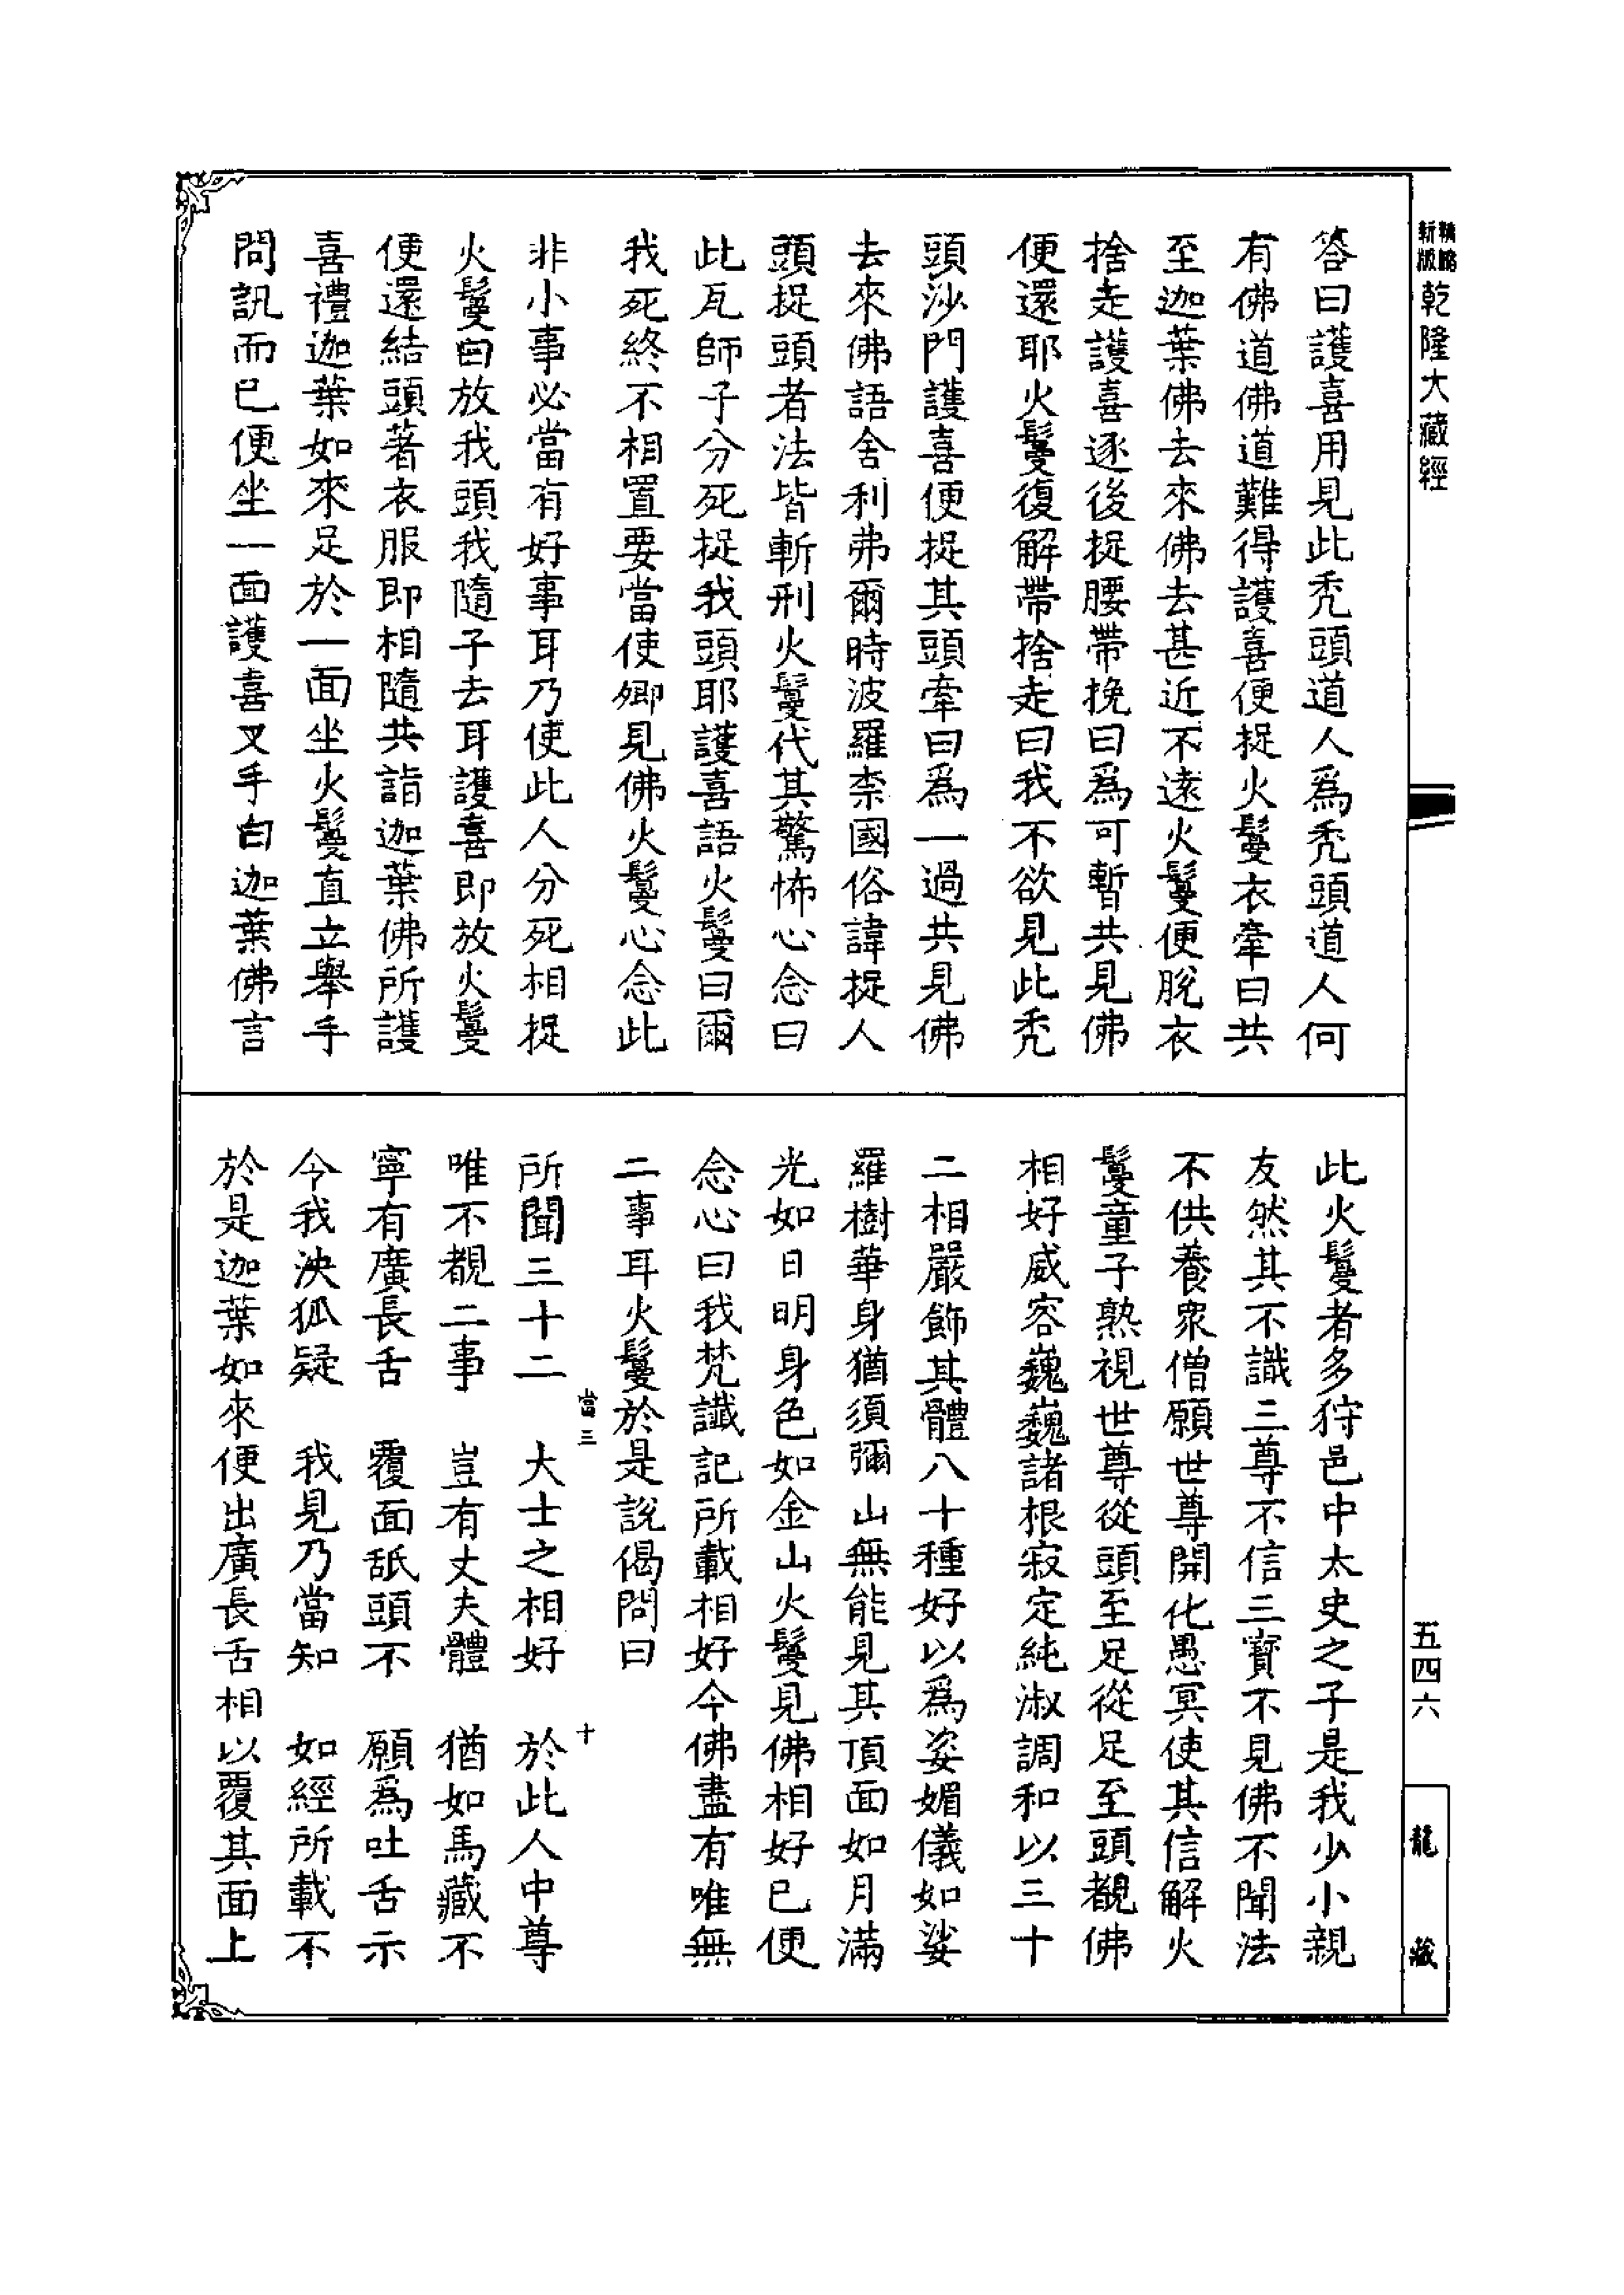 新版
乾隆大藏經
答曰護喜用見此禿頭道人為禿頭道人何
有佛道佛道難得護喜便捉火鬘衣牽曰共
至迦葉佛去來佛去甚近不遠火鬘便脫衣
捨走護喜逐後捉腰帶挽曰為可暫共見佛
便還耶火鬘復解帶捨走曰我不欲見此禿
頭沙門護喜便捉其頭牽曰為一過共見佛
去來佛語舍利弗爾時波羅柰國俗諱捉人
頭捉頭者法皆斬刑火鬘代其驚怖心念曰
此瓦師子分死捉我頭耶護喜語火鬘曰爾
我死終不相置要當使卿見佛火鬘心念此
非小事必當有好事耳乃使此人分死相捉
火鬘曰放我頭我隨子去耳護喜即放火鬘
便還結頭著衣服即相隨共詣迦葉佛所護
喜禮迦葉如來足於一面坐火鬘直立舉手
問訊而已便坐一面護喜叉手白迦葉佛言
此火鬘者多狩邑中太史之子是我少小親
友然其不識三尊不信三寶不見佛不聞法
不供養眾僧願世尊開化愚冥使其信解火
鬘童子熟視世尊從頭至足從足至頭覩佛
相好威容巍巍諸根寂定純淑調和以三十
二相嚴飾其體八十種好以為姿媚儀如娑
羅樹華身猶須彌山無能見其頂面如月滿
光如日明身色如金山火鬘見佛相好已便
念心曰我梵讖記所載相好今佛盡有唯無
二事耳火鬘於是說偈問曰
當三
十
所聞三十二　大士之相好　於此人中尊
唯不覩二事　豈有丈夫體　猶如馬藏不
寧有廣長舌　覆面舐頭不　願為吐舌示
令我決狐疑　我見乃當知　如經所載不
於是迦葉如來便出廣長舌相以覆其面上
五四六
龍藏